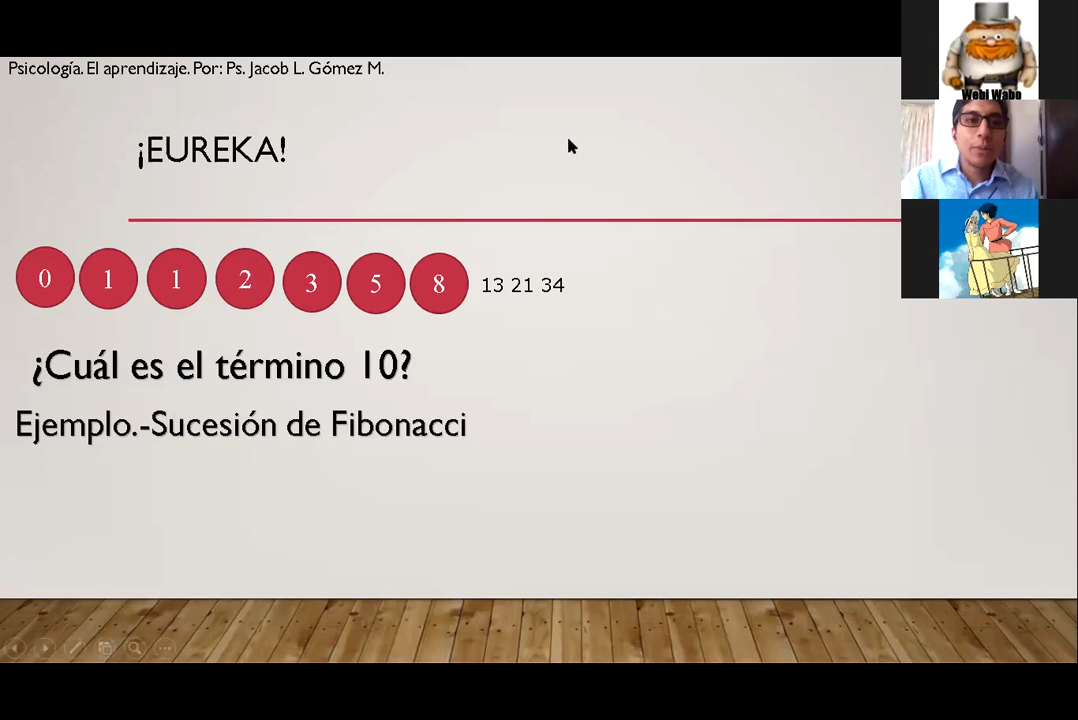 Psicología. El aprendizaje. Por: Ps. Jacob L. Gómez M.
Webi Wabo
¡EUREKA!
0 1 1 2 3 5 8 13 21 34
¿Cuál es el término 10?
Ejemplo.-Sucesión de Fibonacci